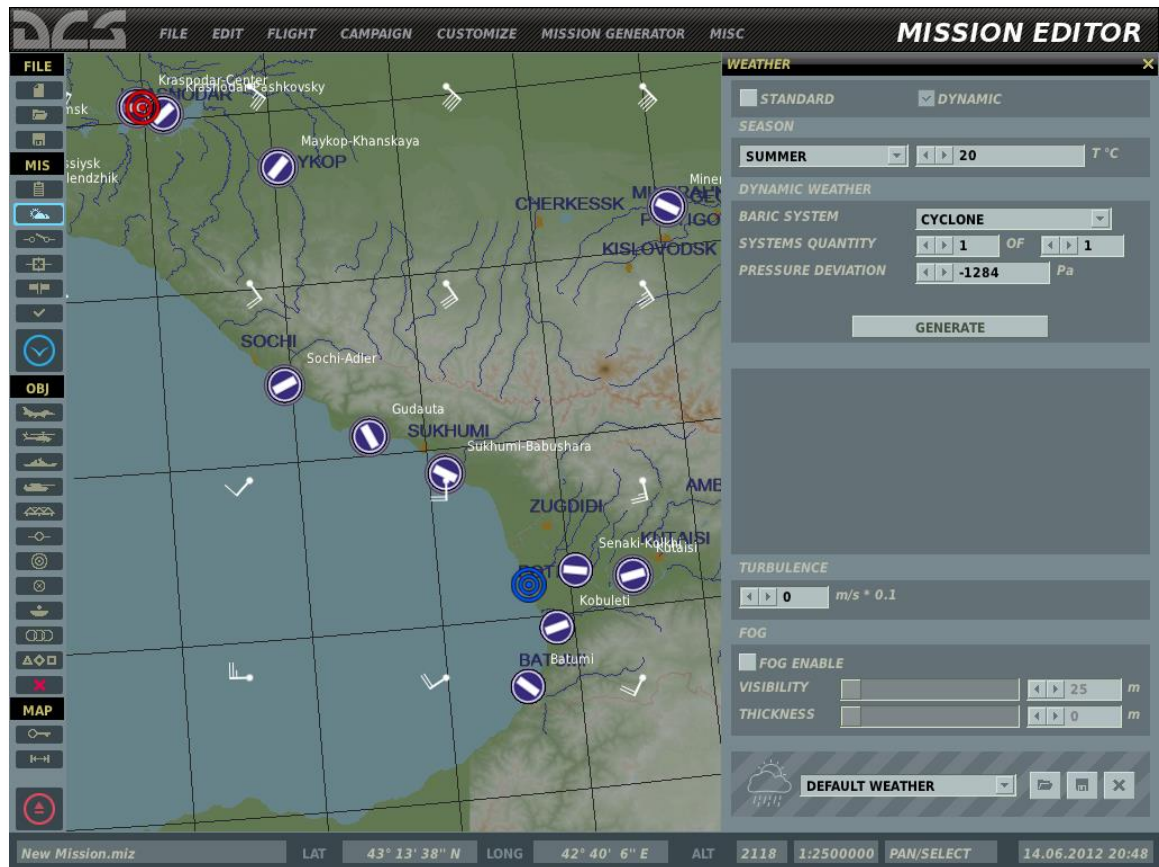 DCS
FILE EDIT FLIGHT CAMPAIGN CUSTOMIZE MISSION GENERATOR MISC
MISSION EDITOR
FILE
MIS
OBJ
MAP
Krasnodar-Center
Krasnodar-Pashkovsky
Maykop-Khanskaya
CHERKESSK
KISLOVODSK
SOCHI
Sochi-Adler
Gudauta
SUKHUMI
Sukhumi-Babushara
ZUGDIDI
Senaki-Kolkhi
KUTAISI
Kutaisi
Kobuleti
BATUMI
Batumi
WEATHER
STANDARD DYNAMIC
SEASON
SUMMER 20 T °C
DYNAMIC WEATHER
BARIC SYSTEM CYCLONE
SYSTEMS QUANTITY 1 OF 1
PRESSURE DEVIATION -1284 Pa
GENERATE
TURBULENCE
0 m/s * 0.1
FOG
FOG ENABLE
VISIBILITY 25 m
THICKNESS 0 m
DEFAULT WEATHER
New Mission.miz LAT 43° 13' 38" N LONG 42° 40' 6" E ALT 2118 1:2500000 PAN/SELECT 14.06.2012 20:48